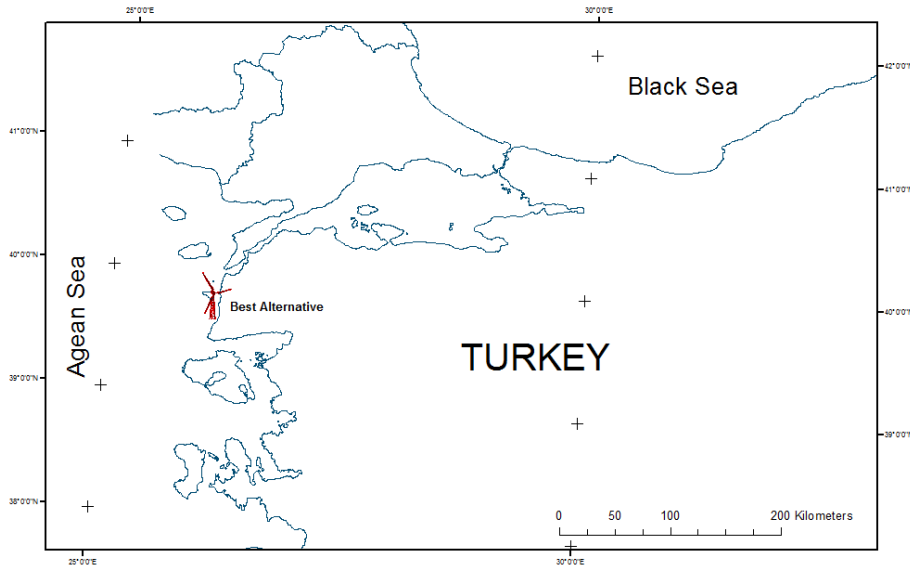 25°0'0"E
30°0'0"E
Black Sea
42°0'0"N
41°0'0"N
41°0'0"N
40°0'0"N
Agean Sea
Best Alternative
40°0'0"N
TURKEY
39°0'0"N
39°0'0"N
38°0'0"N
0 50 100 200 Kilometers
25°0'0"E
30°0'0"E